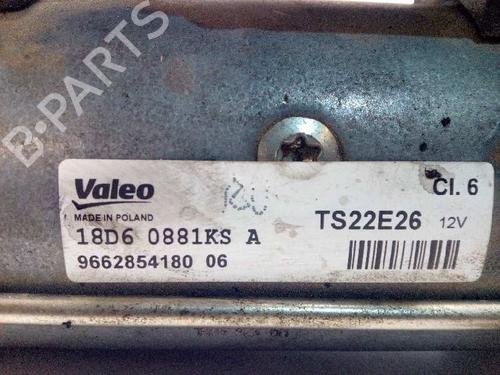 B-PARTS
Valeo
MADE IN POLAND
Cl. 6
TS22E26 12V
18D6 0881KS A
9662854180 06